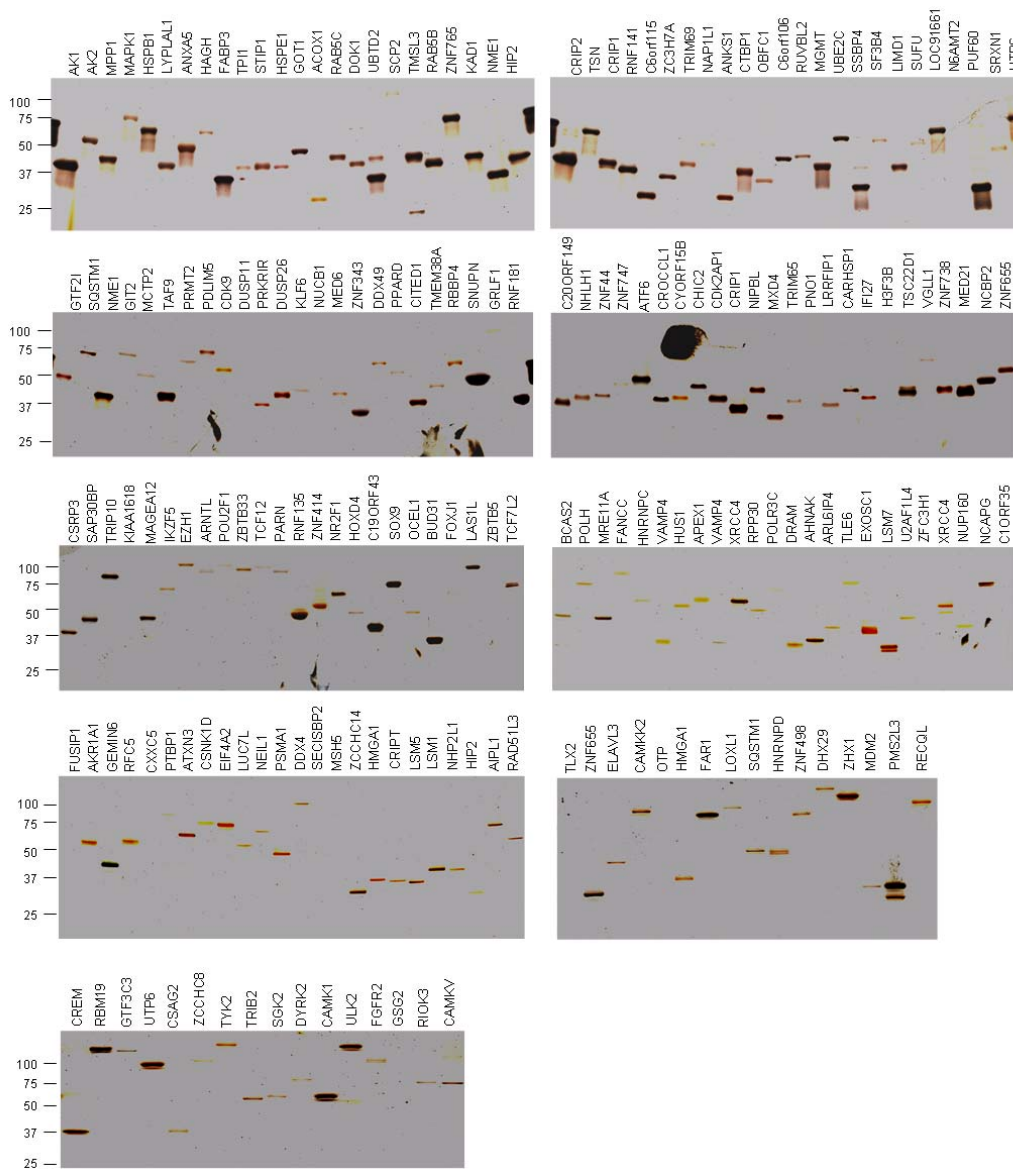 AK1 AK2 MPP1 MAPK1 HSPB1 LYPLAL1 ANXA5 HAGH FABP3 TPI1 STIP1 HSPE1 GOT1 ACOX1 RAB5C DOK1 UBTD2 SCP2 TMSL3 RAB5B ZNF765 KAD1 NME1 HIP2
100
75
50
37
25
CRIP2 TSN CRIP1 RNF141 C6orf115 ZC3H7A TRIM69 NAP1L1 ANKS1 CTBP1 OBFC1 C6orf106 RUVBL2 MGMT UBE2C SSBP4 SF3B4 LIMD1 SUFU LOC91661 N6AMT2 PUF60 SRXN1
GTF2I SQSTM1 NME1 GIT2 MCTP2 TAF9 PRMT2 PDLIM5 CDK9 DUSP11 PRKRIR DUSP26 KLF6 NUCB1 MED6 ZNF343 DDX49 PPARD CITED1 TMEM38A RBBP4 SNUPN GRLF1 RNF181
100
75
50
37
25
C20ORF149 NHLH1 ZNF44 ZNF747 ATF6 CROCCL1 CYORF15B CHIC2 CDK2AP1 CRIP1 NIPBL MXD4 TRIM65 PNO1 LRRFIP1 CARHSP1 IFI27 H3F3B TSC22D1 VGLL1 ZNF738 MED21 NCBP2 ZNF655
CSRP3 SAP30BP TRIP10 KIAA1618 MAGEA12 IKZF5 EZH1 ARNTL POU2F1 ZBTB33 TCF12 PARN RNF135 ZNF414 NR2F1 HOXD4 C19ORF43 SOX9 OCEL1 BUD31 FOXJ1 LAS1L ZBTB5 TCF7L2
100
75
50
37
25
BCAS2 POLH MRE11A FANCC HNRNPC VAMP4 HUS1 APEX1 VAMP4 XRCC4 RPP30 POLR3C DRAM AHNAK ARL6IP4 TLE6 EXOSC1 LSM7 U2AF1L4 ZFC3H1 XRCC4 NUP160 NCAPG C1ORF35
FUSIP1 AKR1A1 GEMIN6 RFC5 CXXC5 PTBP1 ATXN3 CSNK1D EIF4A2 LUC7L NEIL1 PSMA1 DDX4 SECISBP2 MSH5 ZCCHC14 HMGA1 CRIPT LSM5 LSM1 NHP2L1 HIP2 AIPL1 RAD51L3
100
75
50
37
25
TLX2 ZNF655 ELAVL3 CAMKK2 OTP HMGA1 FAR1 LOXL1 SQSTM1 HNRNPD ZNF498 DHX29 ZHX1 MDM2 PMS2L3 RECQL
CREM RBM19 GTF3C3 UTP6 CSAG2 ZCCHC8 TYK2 TRIB2 SGK2 DYRK2 CAMK1 ULK2 FGFR2 GSG2 RIOK3 CAMKV
100
75
50
37
25